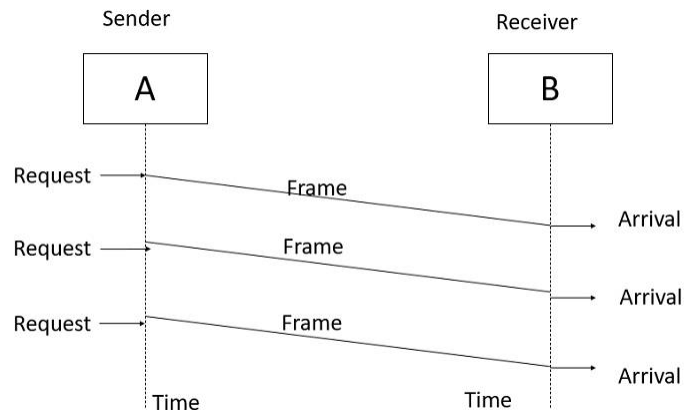 Sender
Receiver
A
B
Request
Frame
Arrival
Request
Frame
Arrival
Request
Frame
Arrival
Time
Time